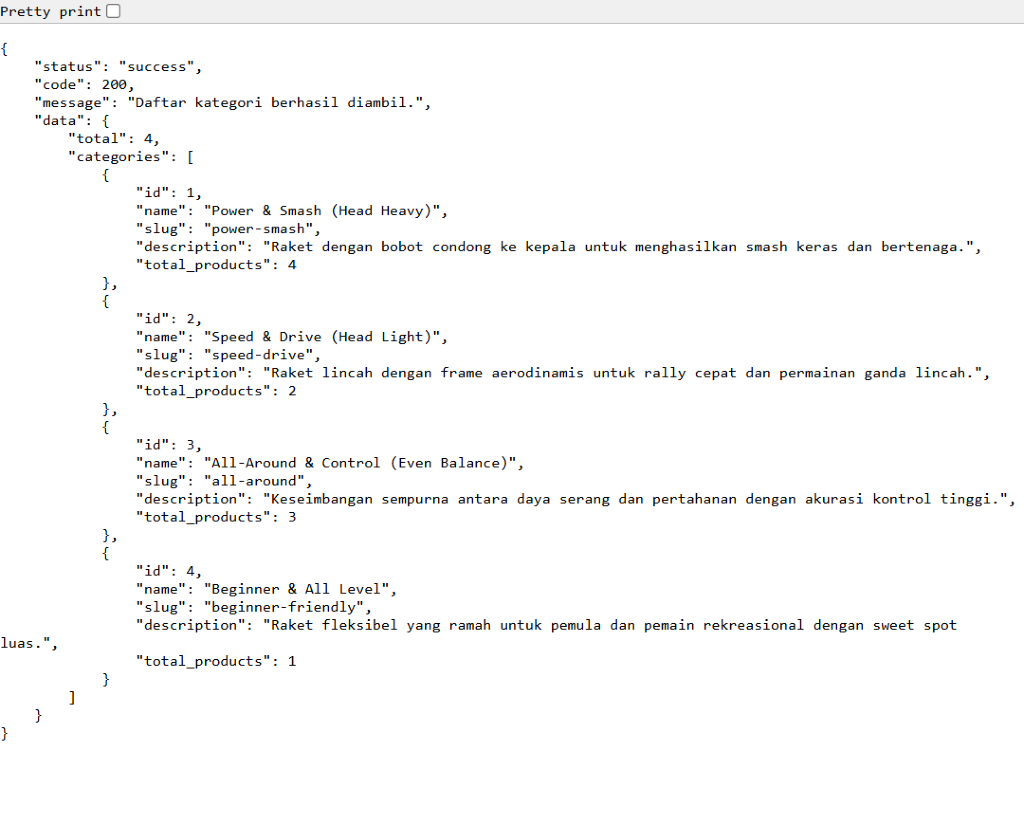 Pretty print
{
    "status": "success",
    "code": 200,
    "message": "Daftar kategori berhasil diambil.",
    "data": {
        "total": 4,
        "categories": [
            {
                "id": 1,
                "name": "Power & Smash (Head Heavy)",
                "slug": "power-smash",
                "description": "Raket dengan bobot condong ke kepala untuk menghasilkan smash keras dan bertenaga.",
                "total_products": 4
            },
            {
                "id": 2,
                "name": "Speed & Drive (Head Light)",
                "slug": "speed-drive",
                "description": "Raket lincah dengan frame aerodinamis untuk rally cepat dan permainan ganda lincah.",
                "total_products": 2
            },
            {
                "id": 3,
                "name": "All-Around & Control (Even Balance)",
                "slug": "all-around",
                "description": "Keseimbangan sempurna antara daya serang dan pertahanan dengan akurasi kontrol tinggi.",
                "total_products": 3
            },
            {
                "id": 4,
                "name": "Beginner & All Level",
                "slug": "beginner-friendly",
                "description": "Raket fleksibel yang ramah untuk pemula dan pemain rekreasional dengan sweet spot
luas.",
                "total_products": 1
            }
        ]
    }
}